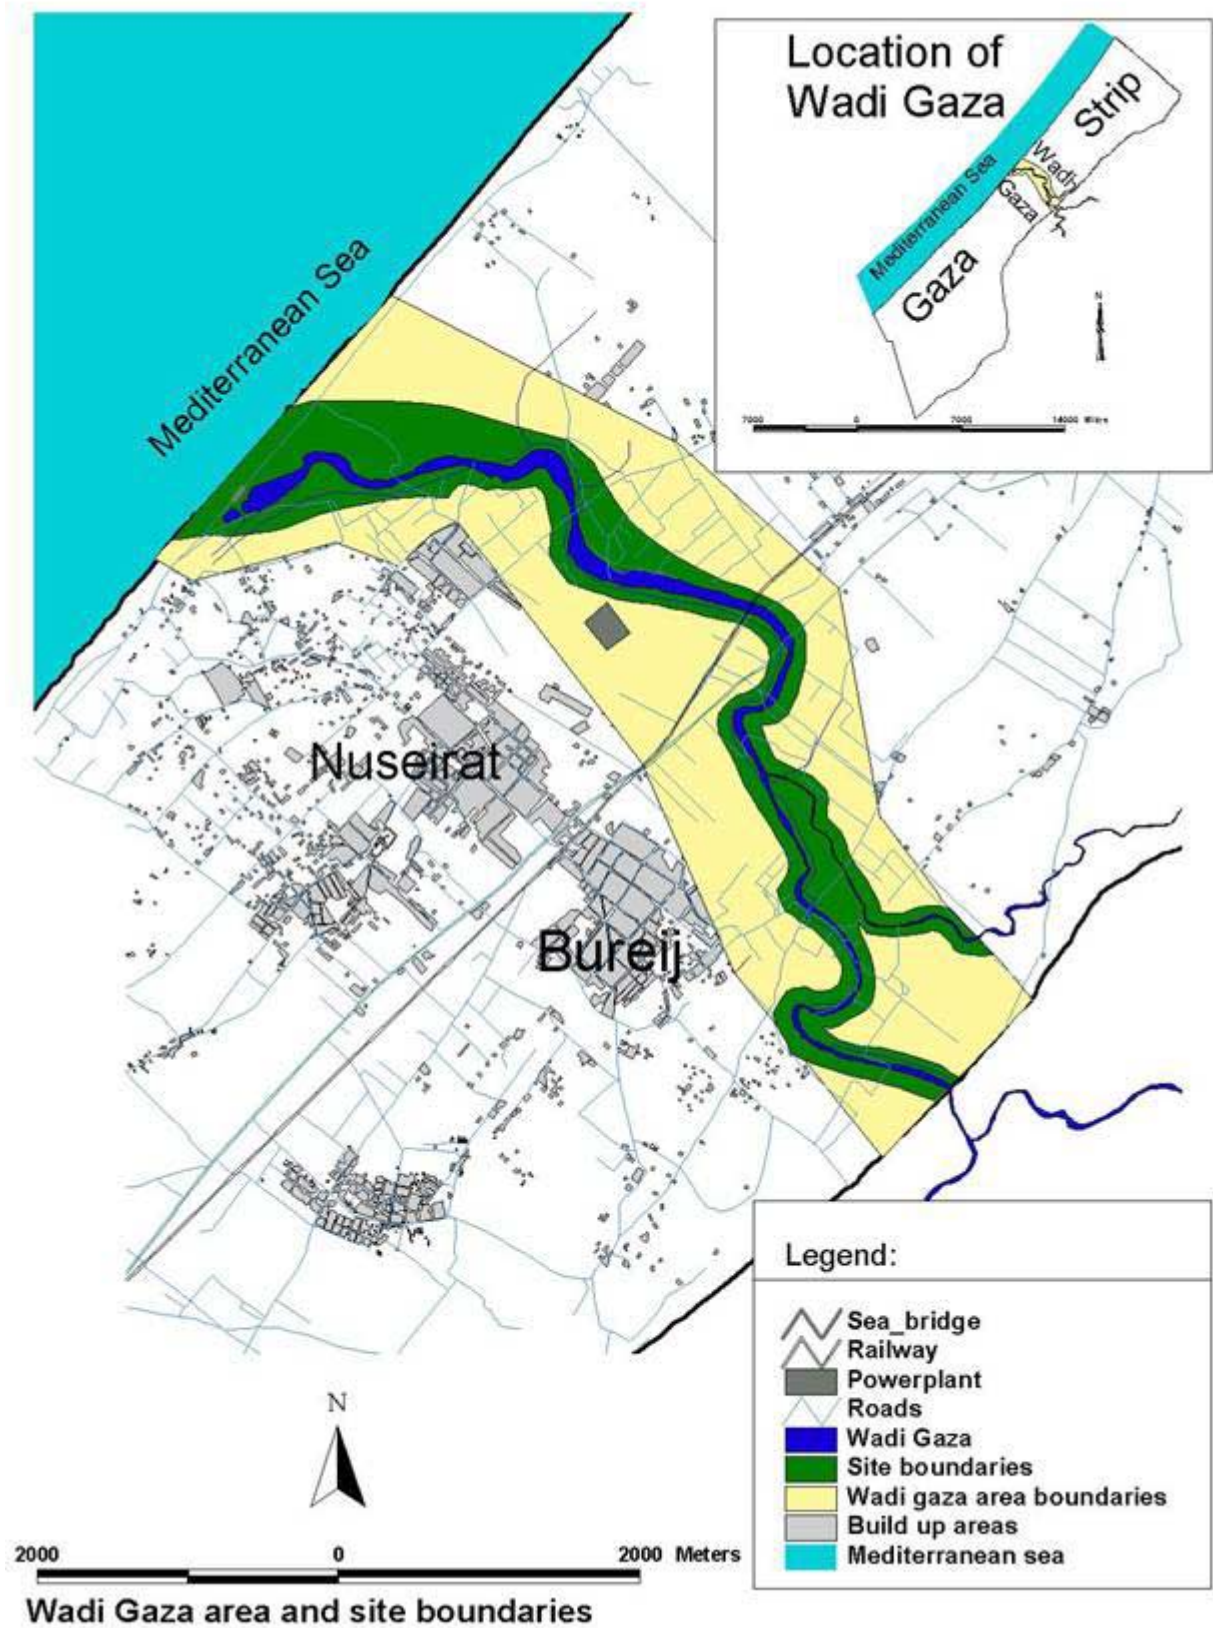 Location of
Wadi Gaza
Strip
Wadi
Gaza
Mediterranean Sea
Gaza
N
7000 0 7000 14000
Mediterranean Sea
Nuseirat
Bureij
Legend:
Sea_bridge
Railway
Powerplant
Roads
Wadi Gaza
Site boundaries
Wadi gaza area boundaries
Build up areas
Mediterranean sea
N
2000 0 2000 Meters
Wadi Gaza area and site boundaries